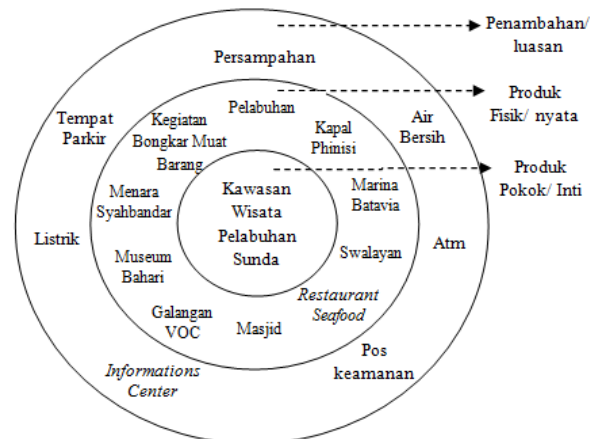 Penambahan/
luasan
Persampahan
Produk
Fisik/ nyata
Tempat
Parkir
Pelabuhan
Kegiatan
Bongkar Muat
Barang
Kapal
Phinisi
Air
Bersih
Produk
Pokok/ Inti
Kawasan
Wisata
Pelabuhan
Sunda
Menara
Syahbandar
Marina
Batavia
Listrik
Museum
Bahari
Swalayan
Atm
Galangan
VOC
Masjid
Restaurant
Seafood
Informations
Center
Pos
keamanan